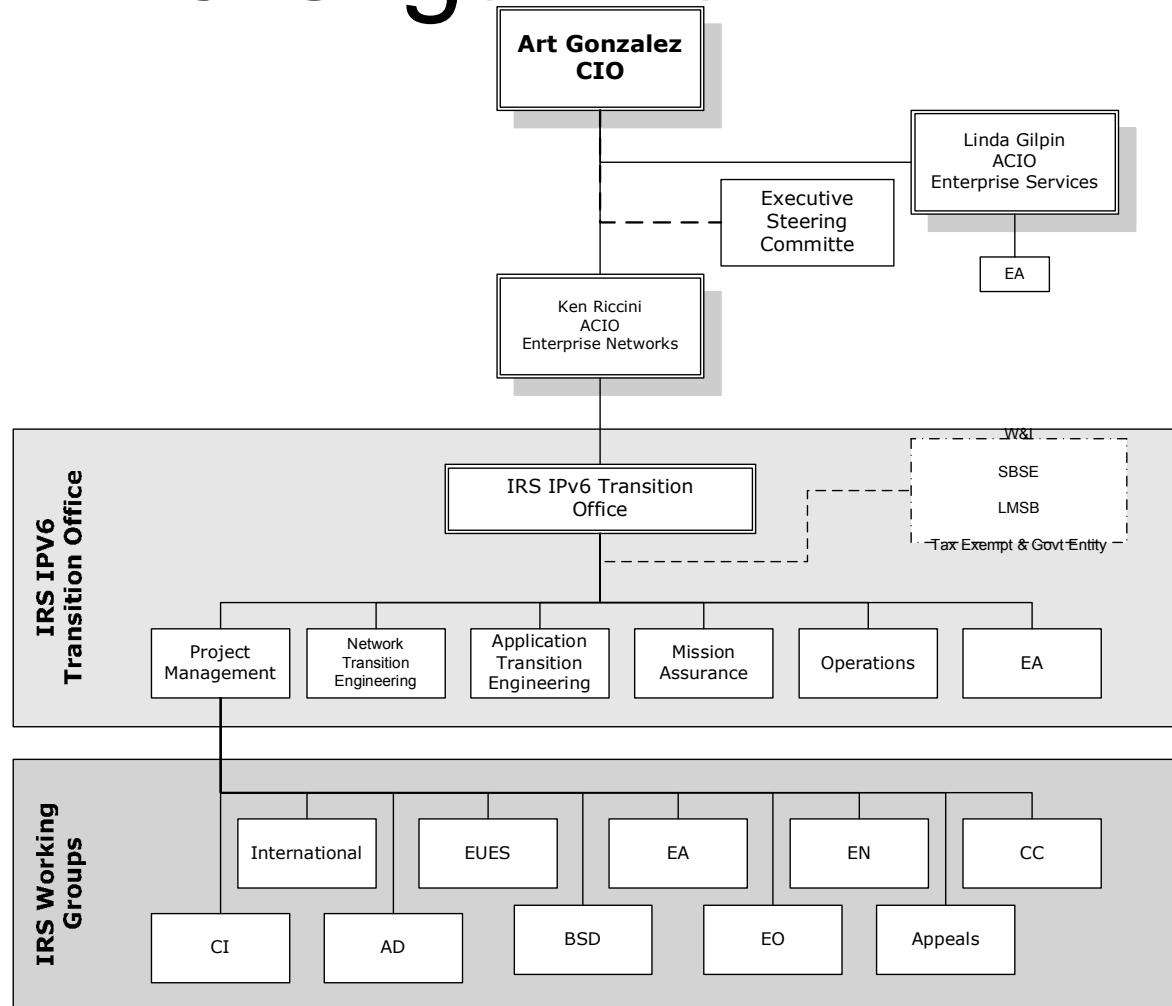 Art Gonzalez
CIO
Linda Gilpin
ACIO
Enterprise Services
Executive
Steering
Committe
EA
Ken Riccini
ACIO
Enterprise Networks
IRS IPV6
Transition Office
W&I
SBSE
LMSB
Tax Exempt & Govt Entity
IRS IPv6 Transition
Office
Project
Management
Network
Transition
Engineering
Application
Transition
Engineering
Mission
Assurance
Operations
EA
IRS Working
Groups
International
EUES
EA
EN
CC
CI
AD
BSD
EO
Appeals